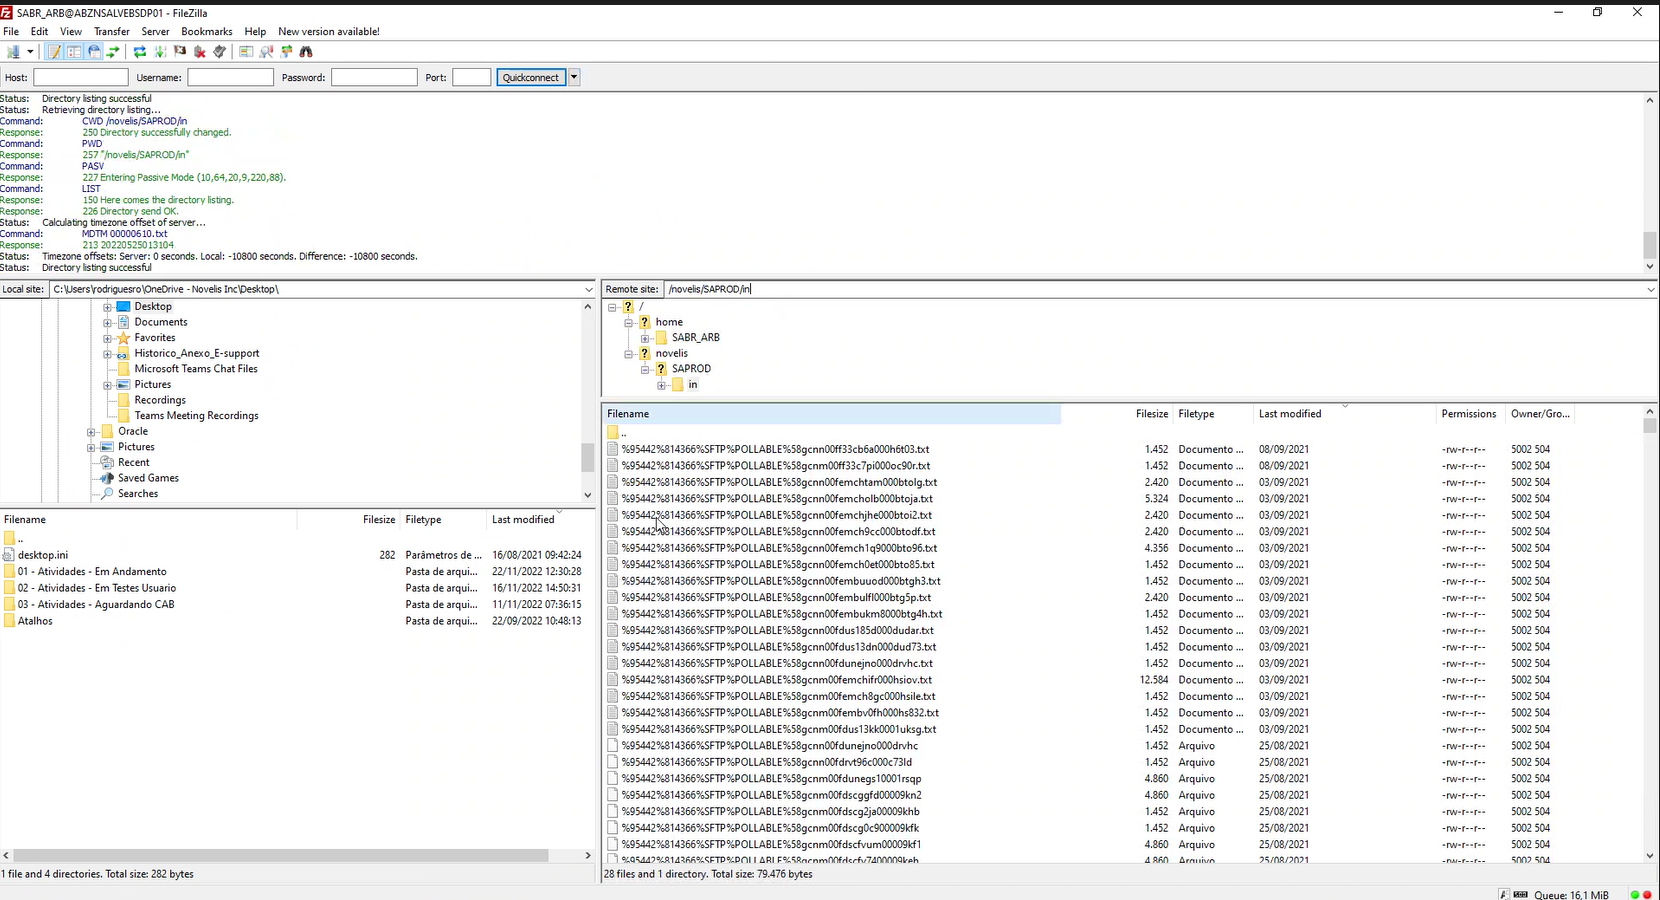 SABR_ARB@ABZNSALVEBSDP01 - FileZilla
File Edit View Transfer Server Bookmarks Help New version available!
Host: Username: Password: Port: Quickconnect
Status: Directory listing successful
Status: Retrieving directory listing...
Command: CWD /novelis/SAPROD/in
Response: 250 Directory successfully changed.
Command: PWD
Response: 257 "/novelis/SAPROD/in"
Command: PASV
Response: 227 Entering Passive Mode (10,64,20,9,220,88).
Command: LIST
Response: 150 Here comes the directory listing.
Response: 226 Directory send OK.
Status: Calculating timezone offset of server...
Command: MDTM 00000610.txt
Response: 213 20220525013104
Status: Timezone offsets: Server: 0 seconds. Local: -10800 seconds. Difference: -10800 seconds.
Status: Directory listing successful
Local site: C:\Users\rodriguesro\OneDrive - Novelis Inc\Desktop\
Desktop
Documents
Favorites
Historico_Anexo_E-support
Microsoft Teams Chat Files
Pictures
Recordings
Teams Meeting Recordings
Oracle
Pictures
Recent
Saved Games
Searches
Filename Filesize Filetype Last modified
..
desktop.ini 282 Parâmetros de ... 16/08/2021 09:42:24
01 - Atividades - Em Andamento Pasta de arqui... 22/11/2022 12:30:28
02 - Atividades - Em Testes Usuario Pasta de arqui... 16/11/2022 14:50:31
03 - Atividades - Aguardando CAB Pasta de arqui... 11/11/2022 07:36:15
Atalhos Pasta de arqui... 22/09/2022 10:48:13
1 file and 4 directories. Total size: 282 bytes
Remote site: /novelis/SAPROD/in
/
home
SABR_ARB
novelis
SAPROD
in
Filename Filesize Filetype Last modified Permissions Owner/Gro...
..
%95442%814366%SFTP%POLLABLE%58gcnn00ff33cb6a000h6t03.txt 1.452 Documento ... 08/09/2021 -rw-r--r-- 5002 504
%95442%814366%SFTP%POLLABLE%58gcnm00ff33c7pi000oc90r.txt 1.452 Documento ... 08/09/2021 -rw-r--r-- 5002 504
%95442%814366%SFTP%POLLABLE%58gcnn00femchtam000btolg.txt 2.420 Documento ... 03/09/2021 -rw-r--r-- 5002 504
%95442%814366%SFTP%POLLABLE%58gcnn00femcholb000btoja.txt 5.324 Documento ... 03/09/2021 -rw-r--r-- 5002 504
%95442%814366%SFTP%POLLABLE%58gcnn00femchjhe000btoi2.txt 2.420 Documento ... 03/09/2021 -rw-r--r-- 5002 504
%95442%814366%SFTP%POLLABLE%58gcnn00femch9cc000btodf.txt 2.420 Documento ... 03/09/2021 -rw-r--r-- 5002 504
%95442%814366%SFTP%POLLABLE%58gcnn00femch1q9000bto96.txt 4.356 Documento ... 03/09/2021 -rw-r--r-- 5002 504
%95442%814366%SFTP%POLLABLE%58gcnn00femch0et000bto85.txt 1.452 Documento ... 03/09/2021 -rw-r--r-- 5002 504
%95442%814366%SFTP%POLLABLE%58gcnn00fembuuod000btgh3.txt 1.452 Documento ... 03/09/2021 -rw-r--r-- 5002 504
%95442%814366%SFTP%POLLABLE%58gcnn00fembulfl000btg5p.txt 2.420 Documento ... 03/09/2021 -rw-r--r-- 5002 504
%95442%814366%SFTP%POLLABLE%58gcnn00fembukm8000btg4h.txt 1.452 Documento ... 03/09/2021 -rw-r--r-- 5002 504
%95442%814366%SFTP%POLLABLE%58gcnn00fdus185d000dudar.txt 1.452 Documento ... 03/09/2021 -rw-r--r-- 5002 504
%95442%814366%SFTP%POLLABLE%58gcnn00fdus13dn000dud73.txt 1.452 Documento ... 03/09/2021 -rw-r--r-- 5002 504
%95442%814366%SFTP%POLLABLE%58gcnn00fdunejno000drvhc.txt 1.452 Documento ... 03/09/2021 -rw-r--r-- 5002 504
%95442%814366%SFTP%POLLABLE%58gcnm00femchifr000hsiov.txt 12.584 Documento ... 03/09/2021 -rw-r--r-- 5002 504
%95442%814366%SFTP%POLLABLE%58gcnm00femch8gc000hsile.txt 1.452 Documento ... 03/09/2021 -rw-r--r-- 5002 504
%95442%814366%SFTP%POLLABLE%58gcnm00fembv0fh000hs832.txt 1.452 Documento ... 03/09/2021 -rw-r--r-- 5002 504
%95442%814366%SFTP%POLLABLE%58gcnm00fdus13kk0001uksg.txt 1.452 Documento ... 03/09/2021 -rw-r--r-- 5002 504
%95442%814366%SFTP%POLLABLE%58gcnn00fdunejno000drvhc 1.452 Arquivo 25/08/2021 -rw-r--r-- 5002 504
%95442%814366%SFTP%POLLABLE%58gcnn00fdrvt96c000c73ld 1.452 Arquivo 25/08/2021 -rw-r--r-- 5002 504
%95442%814366%SFTP%POLLABLE%58gcnm00fdunegs10001rsqp 4.860 Arquivo 25/08/2021 -rw-r--r-- 5002 504
%95442%814366%SFTP%POLLABLE%58gcnm00fdscggfd00009kn2 4.860 Arquivo 25/08/2021 -rw-r--r-- 5002 504
%95442%814366%SFTP%POLLABLE%58gcnm00fdscg2ja00009khb 1.452 Arquivo 25/08/2021 -rw-r--r-- 5002 504
%95442%814366%SFTP%POLLABLE%58gcnm00fdscg0c900009kfk 1.452 Arquivo 25/08/2021 -rw-r--r-- 5002 504
%95442%814366%SFTP%POLLABLE%58gcnm00fdscfvum00009kf1 4.860 Arquivo 25/08/2021 -rw-r--r-- 5002 504
%95442%814366%SFTP%POLLABLE%58gcnm00fdscfv7400009keh 4.860 Arquivo 25/08/2021 -rw-r--r-- 5002 504
28 files and 1 directory. Total size: 79.476 bytes
Queue: 16,1 MiB